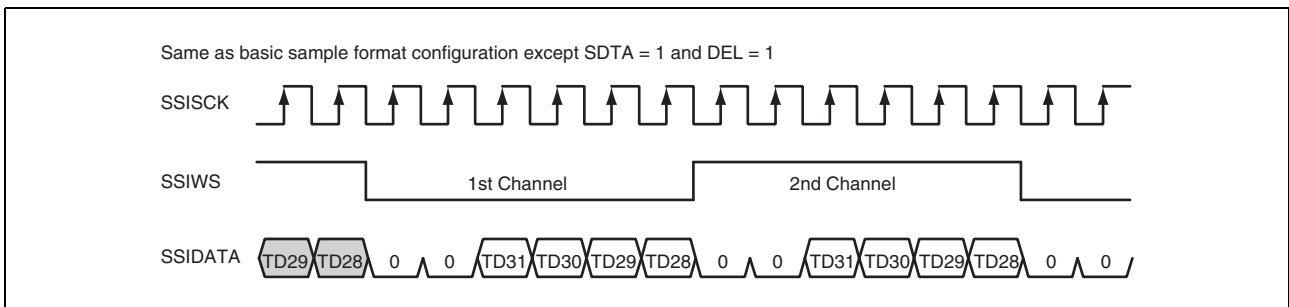 Same as basic sample format configuration except SDTA = 1 and DEL = 1
SSISCK
SSIWS 1st Channel 2nd Channel
SSIDATA TD29 TD28 0 0 TD31 TD30 TD29 TD28 0 0 TD31 TD30 TD29 TD28 0 0